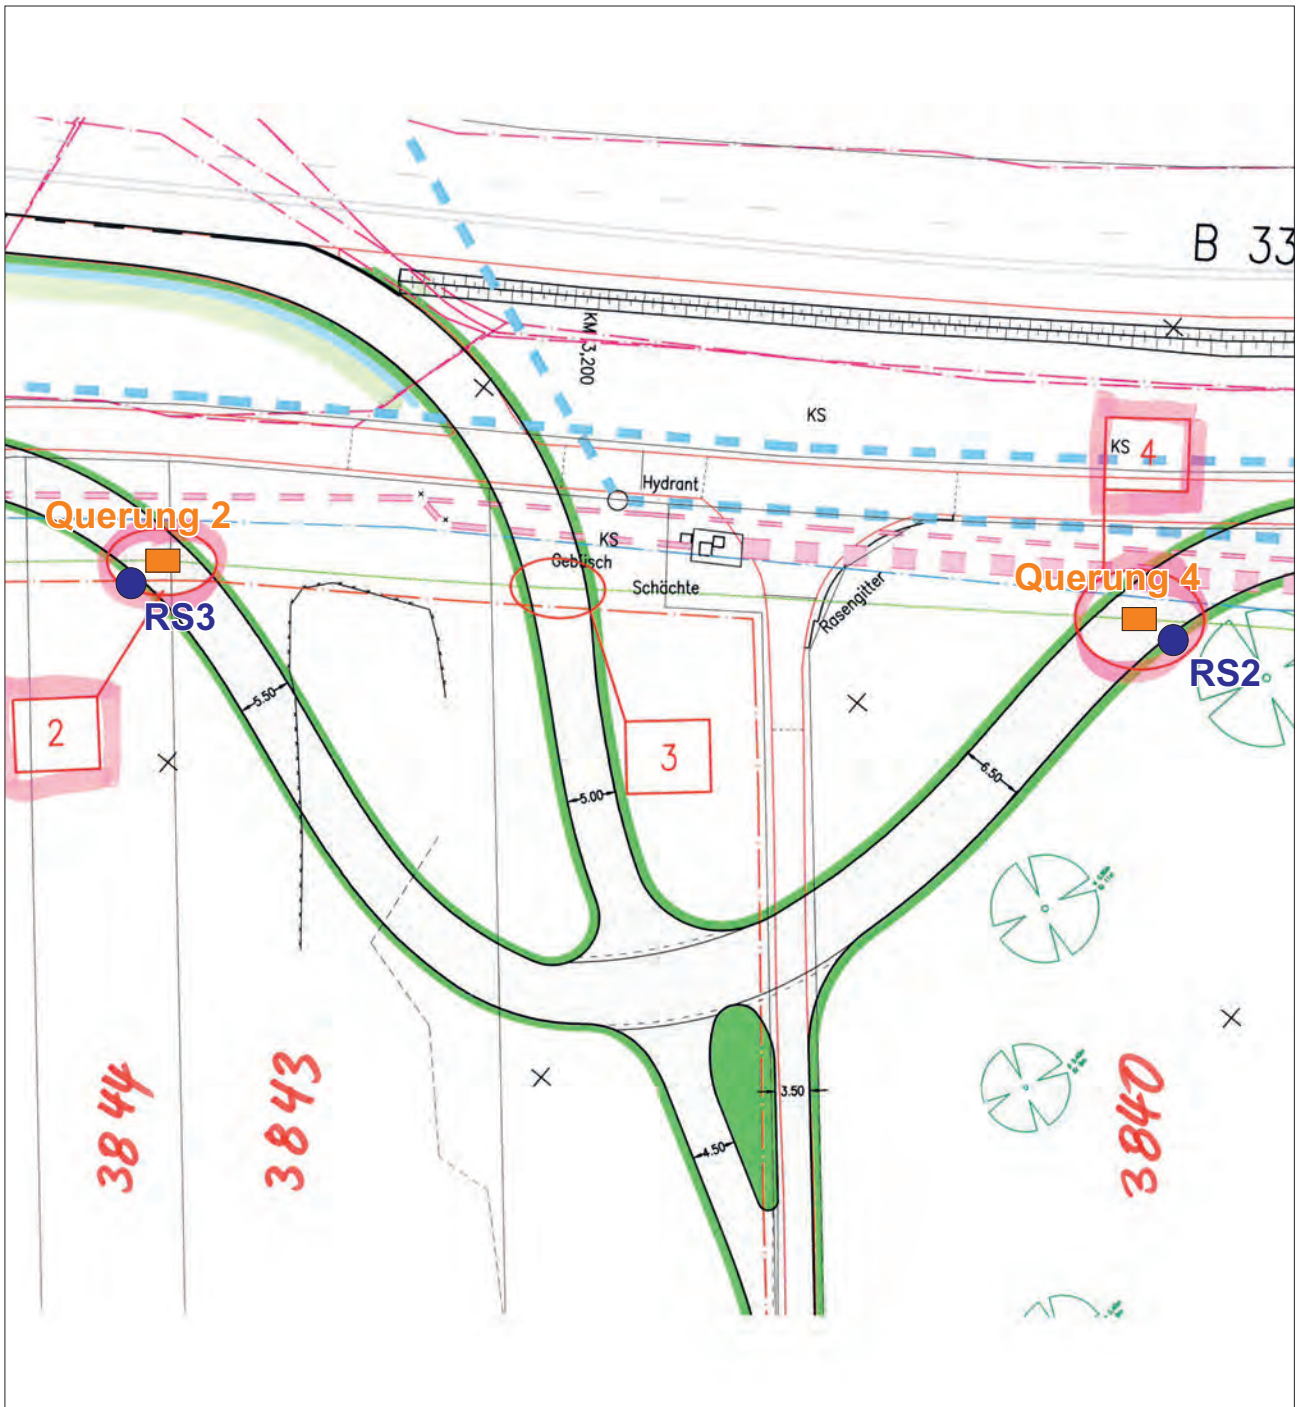 B 33
KM 3,200
KS
KS 4
Hydrant
Querung 2
KS
Gebüsch
Schächte
Rasengitter
Querung 4
RS3
RS2
5.50
2
3
6.50
5.00
3844
3843
3840
3.50
4.50